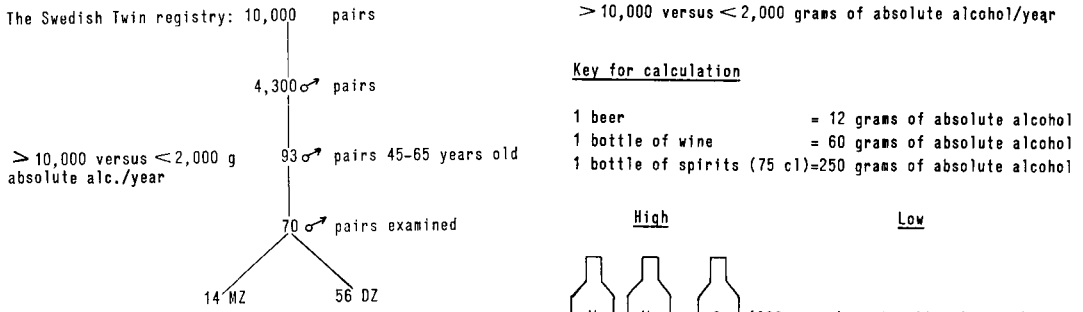 The Swedish Twin registry: 10,000 pairs
4,300 ♂ pairs
> 10,000 versus < 2,000 g
absolute alc./year
93 ♂ pairs 45-65 years old
70 ♂ pairs examined
14 MZ 56 DZ
> 10,000 versus < 2,000 grams of absolute alcohol/year
Key for calculation
1 beer = 12 grams of absolute alcohol
1 bottle of wine = 60 grams of absolute alcohol
1 bottle of spirits (75 cl)=250 grams of absolute alcohol
High Low